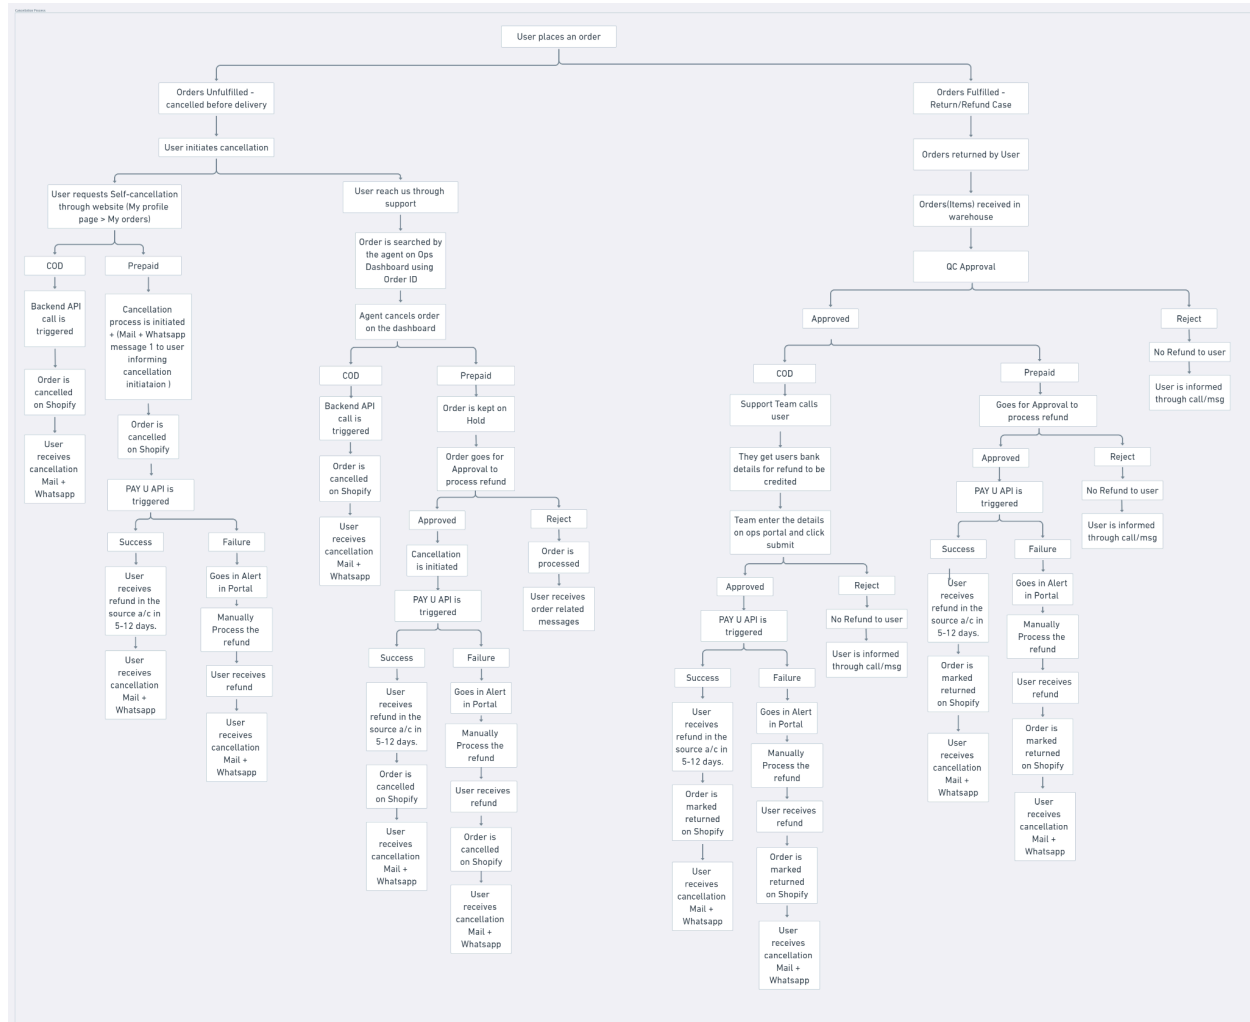 Cancellation Process
User places an order
Orders Unfulfilled -
cancelled before delivery
User initiates cancellation
User requests Self-cancellation
through website (My profile
page > My orders)
COD
Backend API
call is
triggered
Order is
cancelled
on Shopify
User
receives
cancellation
Mail +
Whatsapp
Prepaid
Cancellation
process is initiated
+ (Mail + Whatsapp
message 1 to user
informing
cancellation
initiataion )
Order is
cancelled
on Shopify
PAY U API is
triggered
Success
User
receives
refund in the
source a/c in
5-12 days.
User
receives
cancellation
Mail +
Whatsapp
Failure
Goes in Alert
in Portal
Manually
Process the
refund
User receives
refund
User
receives
cancellation
Mail +
Whatsapp
User reach us through
support
Order is searched by
the agent on Ops
Dashboard using
Order ID
Agent cancels order
on the dashboard
COD
Backend API
call is
triggered
Order is
cancelled
on Shopify
User
receives
cancellation
Mail +
Whatsapp
Prepaid
Order is kept on
Hold
Order goes for
Approval to
process refund
Approved
Cancellation
is initiated
PAY U API is
triggered
Success
User
receives
refund in the
source a/c in
5-12 days.
Order is
cancelled
on Shopify
User
receives
cancellation
Mail +
Whatsapp
Failure
Goes in Alert
in Portal
Manually
Process the
refund
User receives
refund
Order is
cancelled
on Shopify
User
receives
cancellation
Mail +
Whatsapp
Reject
Order is
processed
User receives
order related
messages
Orders Fulfilled -
Return/Refund Case
Orders returned by User
Orders(Items) received in
warehouse
QC Approval
Approved
COD
Support Team calls
user
They get users bank
details for refund to be
credited
Team enter the details
on ops portal and click
submit
Approved
PAY U API is
triggered
Success
User
receives
refund in the
source a/c in
5-12 days.
Order is
marked
returned
on Shopify
User
receives
cancellation
Mail +
Whatsapp
Failure
Goes in Alert
in Portal
Manually
Process the
refund
User receives
refund
Order is
marked
returned
on Shopify
User
receives
cancellation
Mail +
Whatsapp
Reject
No Refund to user
User is informed
through call/msg
Prepaid
Goes for Approval to
process refund
Approved
PAY U API is
triggered
Success
User
receives
refund in the
source a/c in
5-12 days.
Order is
marked
returned
on Shopify
User
receives
cancellation
Mail +
Whatsapp
Failure
Goes in Alert
in Portal
Manually
Process the
refund
User receives
refund
Order is
marked
returned
on Shopify
User
receives
cancellation
Mail +
Whatsapp
Reject
No Refund to user
User is informed
through call/msg
Reject
No Refund to user
User is informed
through call/msg